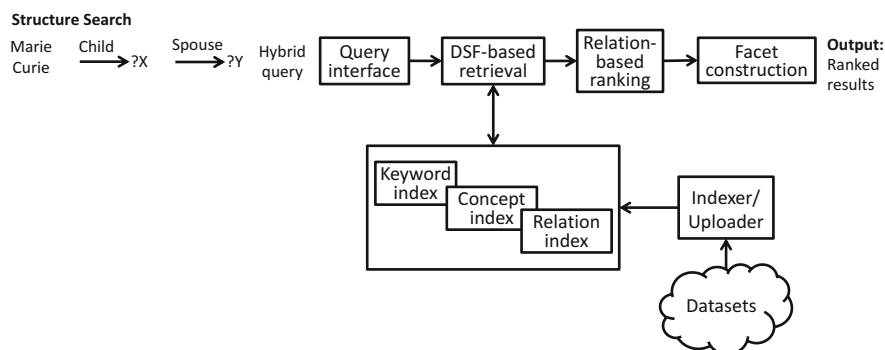 Structure Search
Marie
Curie
Child
?X
Spouse
?Y
Hybrid
query
Query
interface
DSF-based
retrieval
Relation-
based
ranking
Facet
construction
Output:
Ranked
results
Keyword
index
Concept
index
Relation
index
Indexer/
Uploader
Datasets